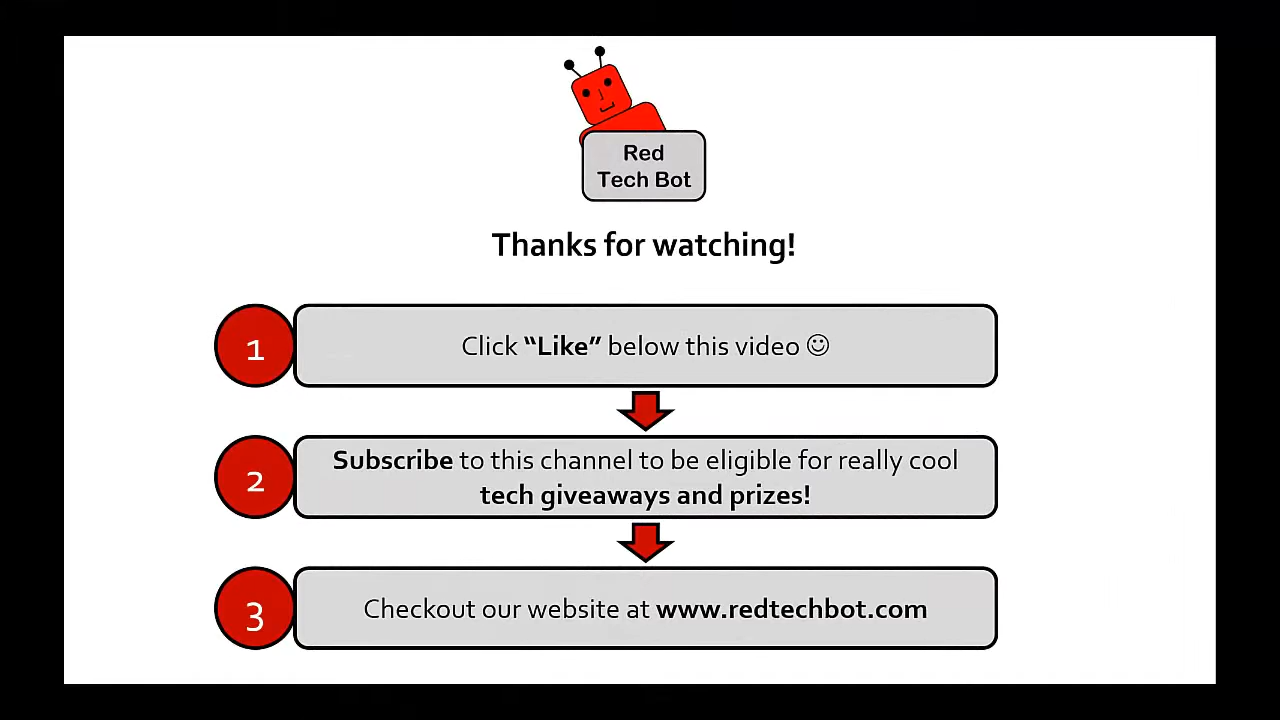 Red
Tech Bot
Thanks for watching!
1
Click “Like” below this video ☺
2
Subscribe to this channel to be eligible for really cool
tech giveaways and prizes!
3
Checkout our website at www.redtechbot.com